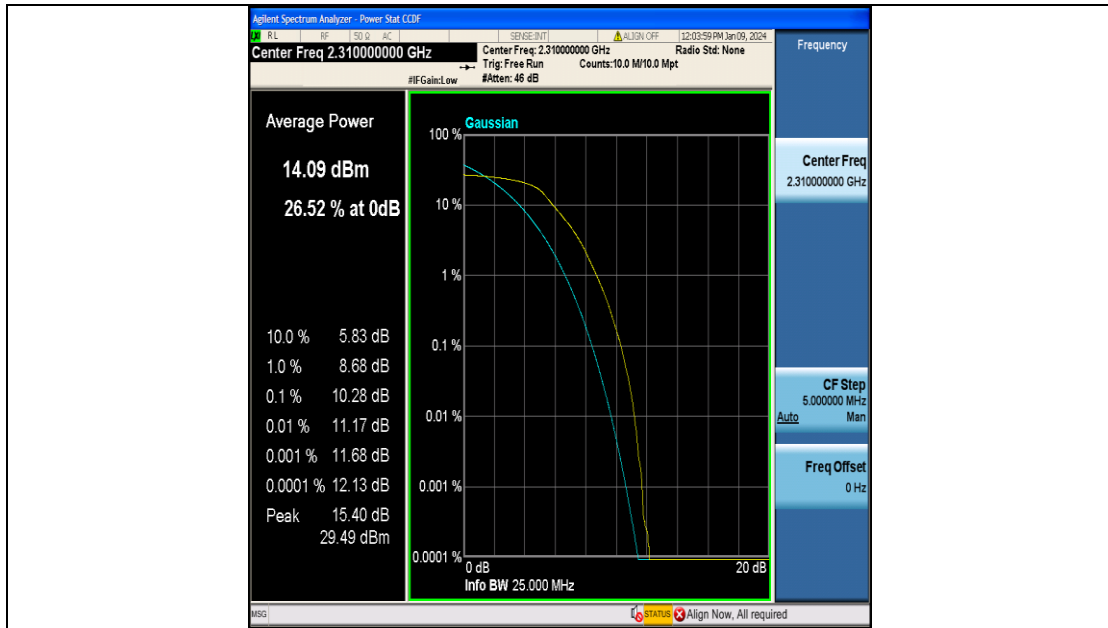 Agilent Spectrum Analyzer - Power Stat CCDF
RL RF 50 Ω AC SENSE:INT ALIGN OFF 12:03:59 PM Jan 09, 2024
Center Freq 2.310000000 GHz
Center Freq: 2.310000000 GHz Radio Std: None
Trig: Free Run Counts:10.0 M/10.0 Mpt
#IFGain:Low #Atten: 46 dB
Frequency
Average Power
14.09 dBm
26.52 % at 0dB
10.0 % 5.83 dB
1.0 % 8.68 dB
0.1 % 10.28 dB
0.01 % 11.17 dB
0.001 % 11.68 dB
0.0001 % 12.13 dB
Peak 15.40 dB
29.49 dBm
Gaussian
100 %
10 %
1 %
0.1 %
0.01 %
0.001 %
0.0001 %
0 dB 20 dB
Info BW 25.000 MHz
Center Freq
2.310000000 GHz
CF Step
5.000000 MHz
Auto Man
Freq Offset
0 Hz
MSG STATUS Align Now, All required